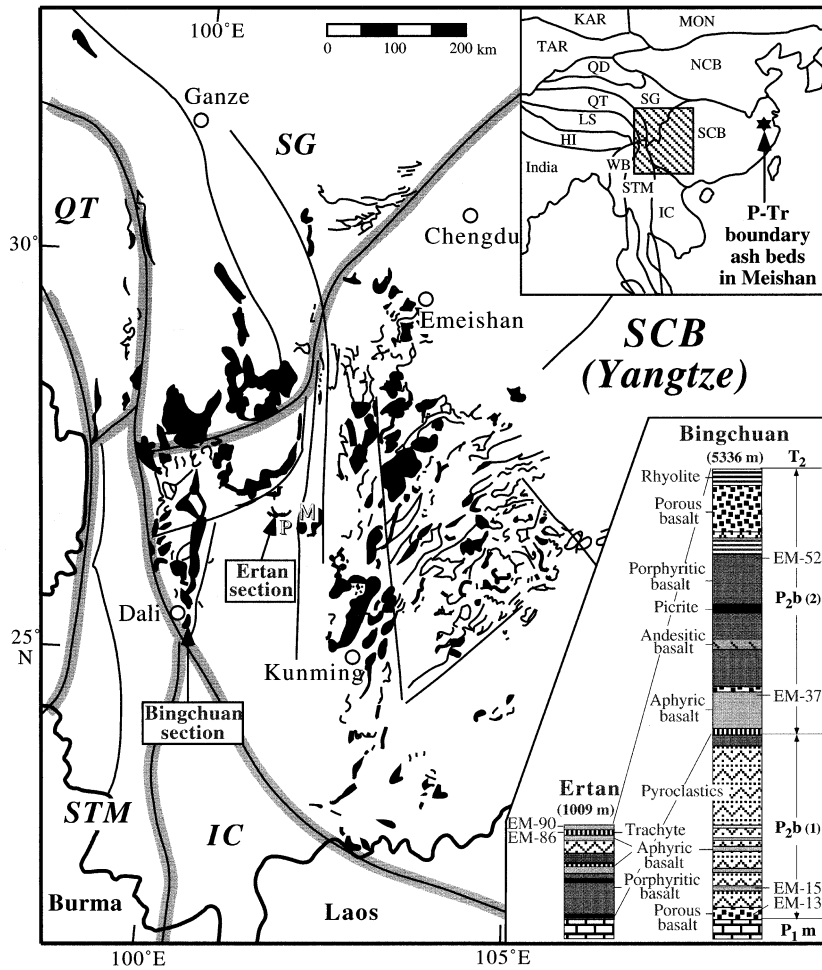 100°E
0 100 200 km
Ganze
SG
QT
30°
Chengdu
Emeishan
SCB
(Yangtze)
M
P
Ertan
section
Dali
25°
N
Kunming
Bingchuan
section
STM
IC
Burma
Laos
100°E
105°E
KAR
MON
TAR
QD
NCB
QT
SG
LS
SCB
HI
WB
India
STM
IC
P-Tr
boundary
ash beds
in Meishan
Bingchuan
(5336 m)
T2
Rhyolite
Porous
basalt
EM-52
Porphyritic
basalt
P2b (2)
Picrite
Andesitic
basalt
EM-37
Aphyric
basalt
Pyroclastics
Ertan
(1009 m)
EM-90
EM-86
Trachyte
Aphyric
basalt
P2b (1)
Porphyritic
basalt
EM-15
EM-13
Porous
basalt
P1 m